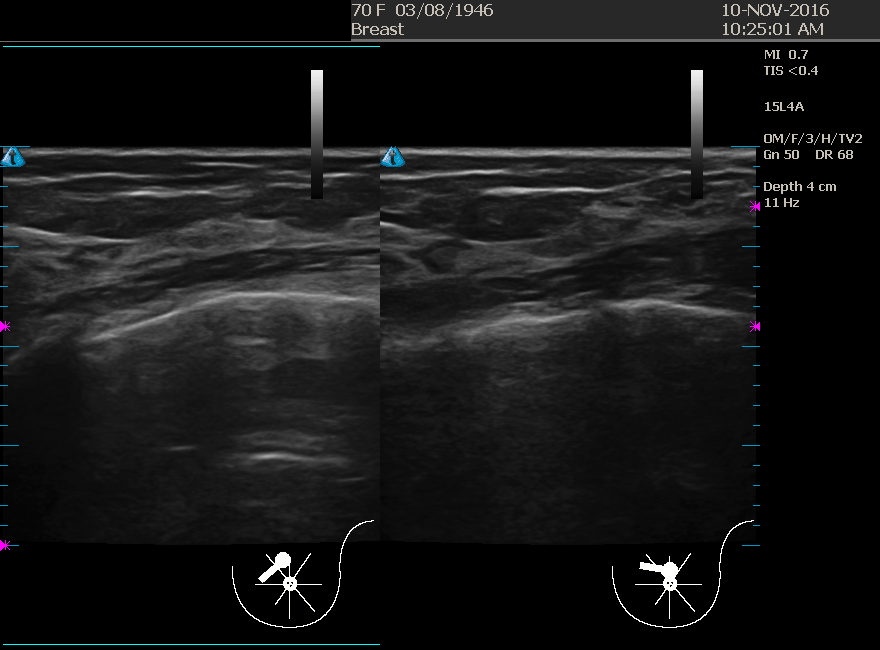 70 F 03/08/1946
Breast
10-NOV-2016
10:25:01 AM
MI 0.7
TIS <0.4
15L4A
OM/F/3/H/TV2
Gn 50 DR 68
Depth 4 cm
11 Hz